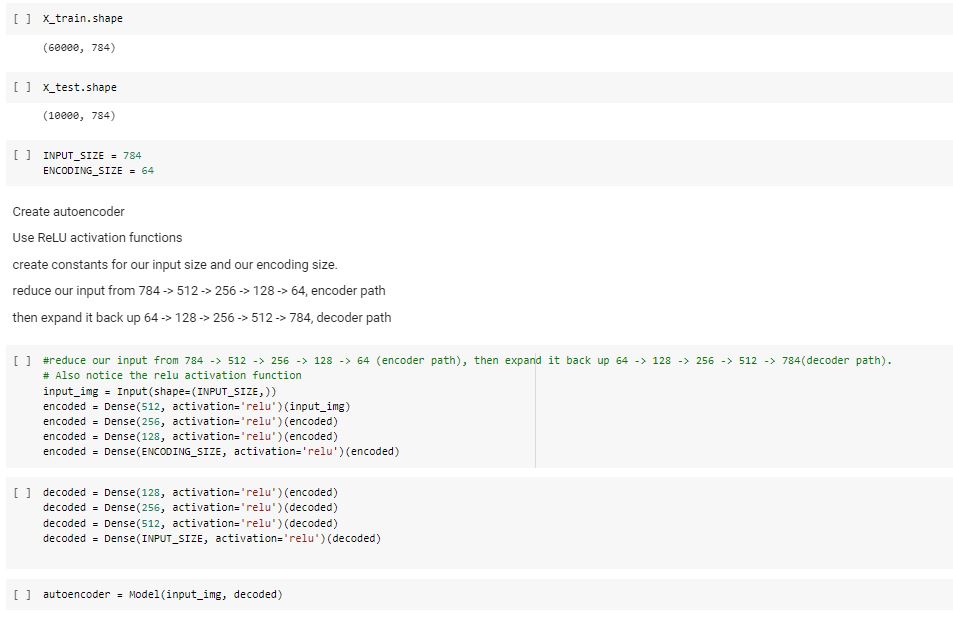 [ ] X_train.shape
(60000, 784)
[ ] X_test.shape
(10000, 784)
[ ] INPUT_SIZE = 784
ENCODING_SIZE = 64
Create autoencoder
Use ReLU activation functions
create constants for our input size and our encoding size.
reduce our input from 784 -> 512 -> 256 -> 128 -> 64, encoder path
then expand it back up 64 -> 128 -> 256 -> 512 -> 784, decoder path
[ ] #reduce our input from 784 -> 512 -> 256 -> 128 -> 64 (encoder path), then expand it back up 64 -> 128 -> 256 -> 512 -> 784(decoder path).
# Also notice the relu activation function
input_img = Input(shape=(INPUT_SIZE,))
encoded = Dense(512, activation='relu')(input_img)
encoded = Dense(256, activation='relu')(encoded)
encoded = Dense(128, activation='relu')(encoded)
encoded = Dense(ENCODING_SIZE, activation='relu')(encoded)
[ ] decoded = Dense(128, activation='relu')(encoded)
decoded = Dense(256, activation='relu')(decoded)
decoded = Dense(512, activation='relu')(decoded)
decoded = Dense(INPUT_SIZE, activation='relu')(decoded)
[ ] autoencoder = Model(input_img, decoded)